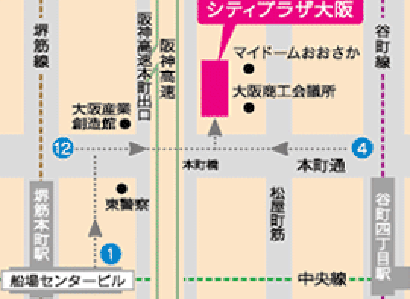 シティプラザ大阪
堺筋線
阪神高速本町出口
阪神高速
マイドームおおさか
谷町線
大阪商工会議所
大阪産業
創造館
12
4
本町橋
本町通
東警察
堺筋本町駅
松屋町筋
谷町四丁目駅
1
船場センタービル
中央線